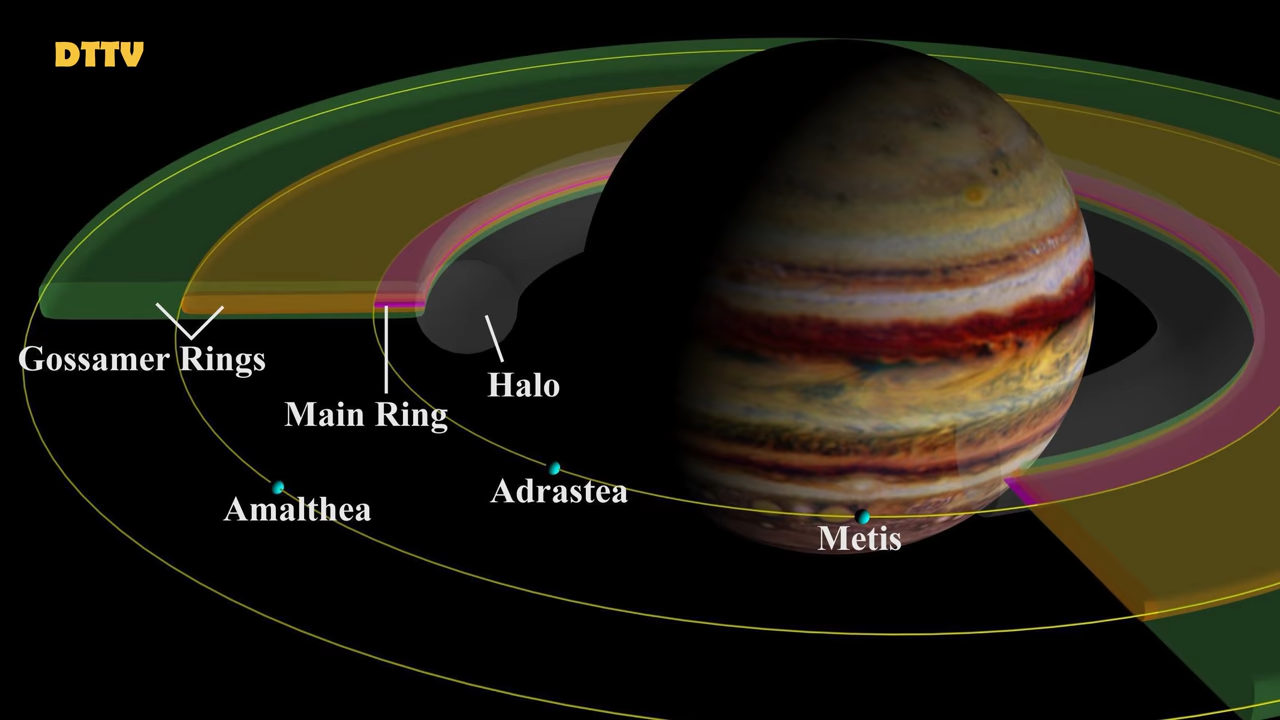 DTTV
Gossamer Rings
Halo
Main Ring
Adrastea
Amalthea
Metis